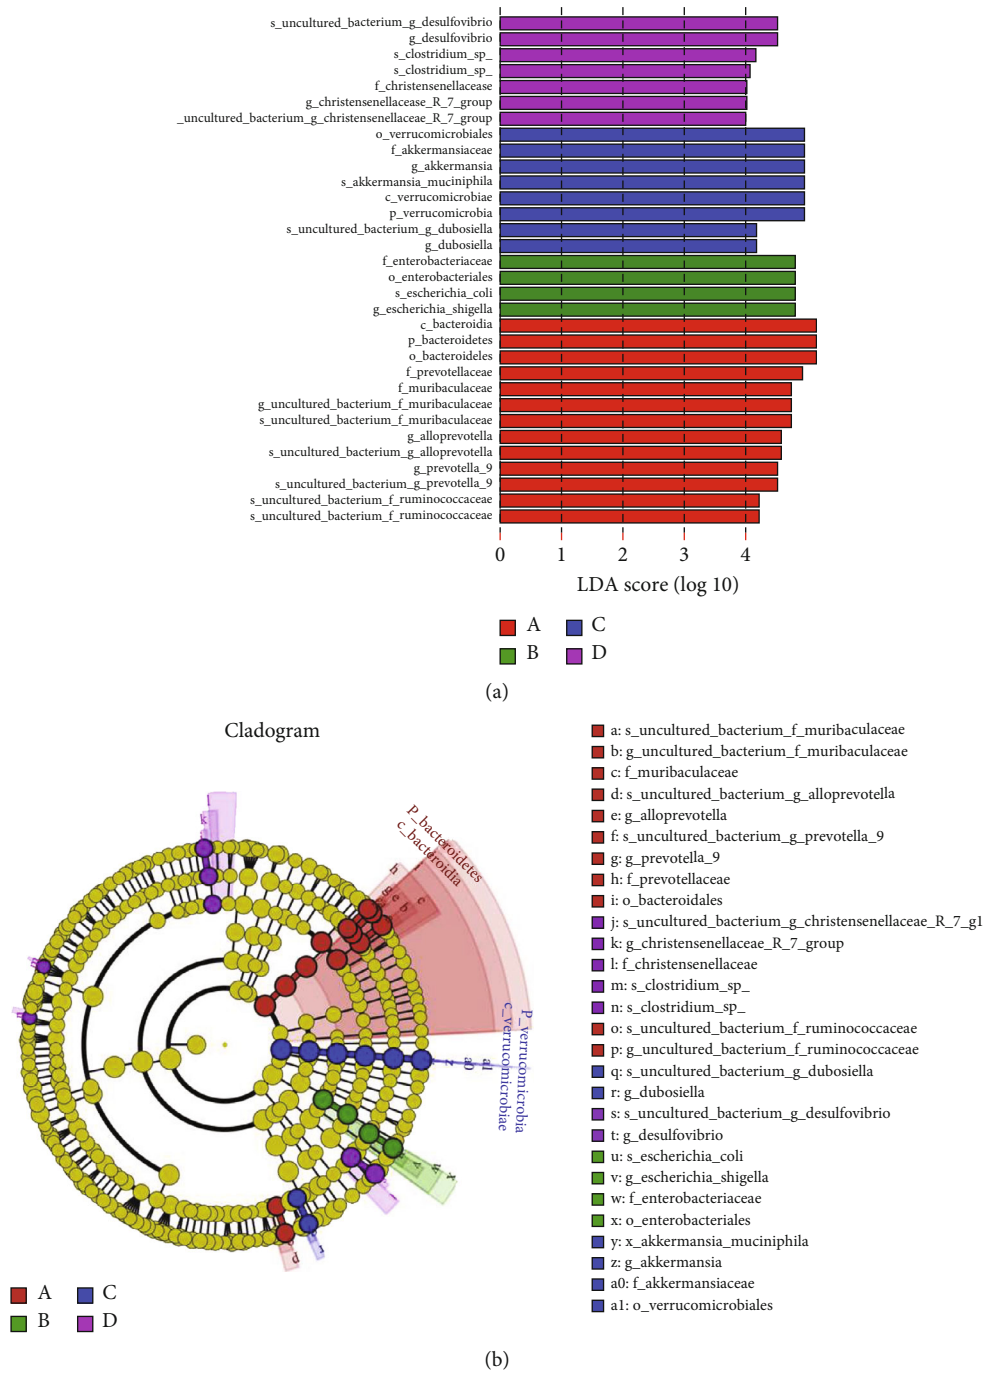 s_uncultured_bacterium_g_desulfovibrio
g_desulfovibrio
s_clostridium_sp_
s_clostridium_sp_
f_christensenellacease
g_christensenellacease_R_7_group
_uncultured_bacterium_g_christensenellaceae_R_7_group
o_verrucomicrobiales
f_akkermansiaceae
g_akkermansia
s_akkermansia_muciniphila
c_verrucomicrobiae
p_verrucomicrobia
s_uncultured_bacterium_g_dubosiella
g_dubosiella
f_enterobacteriaceae
o_enterobacteriales
s_escherichia_coli
g_escherichia_shigella
c_bacteroidia
p_bacteroidetes
o_bacteroideles
f_prevotellaceae
f_muribaculaceae
g_uncultured_bacterium_f_muribaculaceae
s_uncultured_bacterium_f_muribaculaceae
g_alloprevotella
s_uncultured_bacterium_g_alloprevotella
g_prevotella_9
s_uncultured_bacterium_g_prevotella_9
s_uncultured_bacterium_f_ruminococcaceae
s_uncultured_bacterium_f_ruminococcaceae
0 1 2 3 4
LDA score (log 10)
A C
B D
(a)
Cladogram
P_bacteroidetes
c_bacteroidia
h
g
e
b
c
k
P_verrucomicrobia
c_verrucomicrobiae
a1
a0
z
x
w
a: s_uncultured_bacterium_f_muribaculaceae
b: g_uncultured_bacterium_f_muribaculaceae
c: f_muribaculaceae
d: s_uncultured_bacterium_g_alloprevotella
e: g_alloprevotella
f: s_uncultured_bacterium_g_prevotella_9
g: g_prevotella_9
h: f_prevotellaceae
i: o_bacteroidales
j: s_uncultured_bacterium_g_christensenellaceae_R_7_g1
k: g_christensenellaceae_R_7_group
l: f_christensenellaceae
m: s_clostridium_sp_
n: s_clostridium_sp_
o: s_uncultured_bacterium_f_ruminococcaceae
p: g_uncultured_bacterium_f_ruminococcaceae
q: s_uncultured_bacterium_g_dubosiella
r: g_dubosiella
s: s_uncultured_bacterium_g_desulfovibrio
t: g_desulfovibrio
u: s_escherichia_coli
v: g_escherichia_shigella
w: f_enterobacteriaceae
x: o_enterobacteriales
y: x_akkermansia_muciniphila
z: g_akkermansia
a0: f_akkermansiaceae
a1: o_verrucomicrobiales
A C
B D
(b)